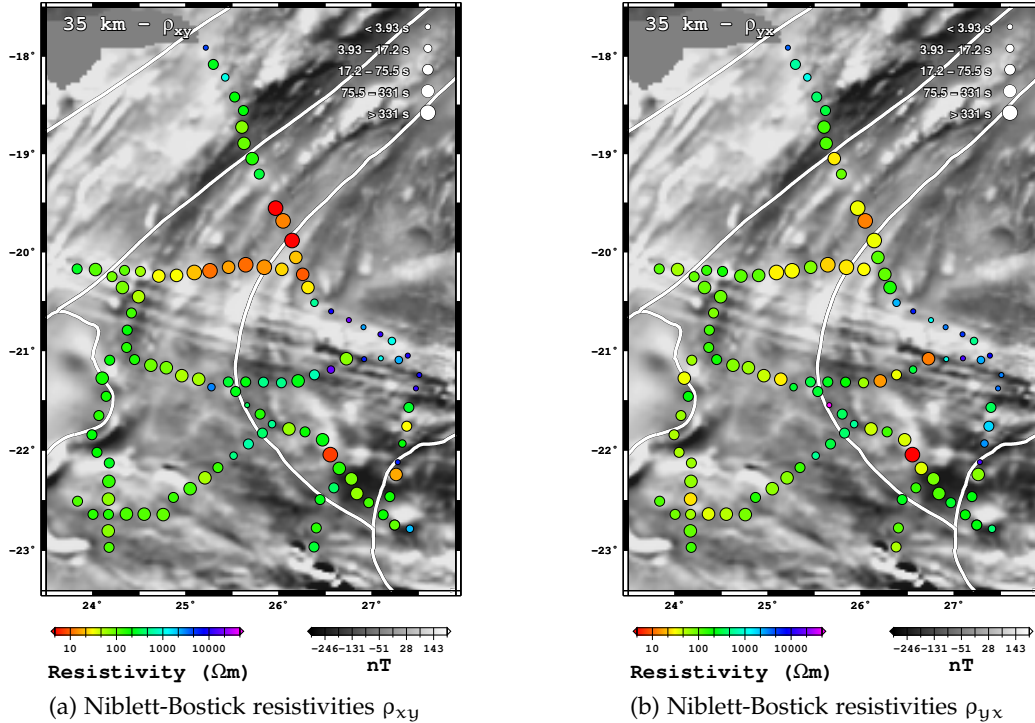 35 km - ρxy
< 3.93 s
3.93 – 17.2 s
17.2 – 75.5 s
75.5 – 331 s
> 331 s
-18°
-19°
-20°
-21°
-22°
-23°
24° 25° 26° 27°
10 100 1000 10000
Resistivity (Ωm)
-246-131 -51 28 143
nT
(a) Niblett-Bostick resistivities ρxy
35 km - ρyx
< 3.93 s
3.93 – 17.2 s
17.2 – 75.5 s
75.5 – 331 s
> 331 s
-18°
-19°
-20°
-21°
-22°
-23°
24° 25° 26° 27°
10 100 1000 10000
Resistivity (Ωm)
-246-131 -51 28 143
nT
(b) Niblett-Bostick resistivities ρyx